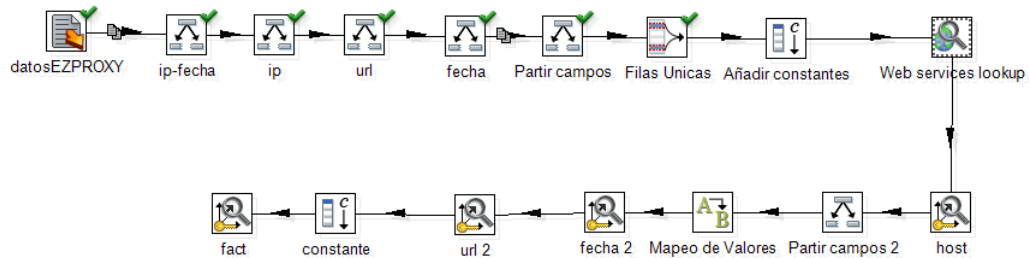 datosEZPROXY
ip-fecha
ip
url
fecha
Partir campos
Filas Unicas
Añadir constantes
Web services lookup
fact
constante
url 2
fecha 2
Mapeo de Valores
Partir campos 2
host